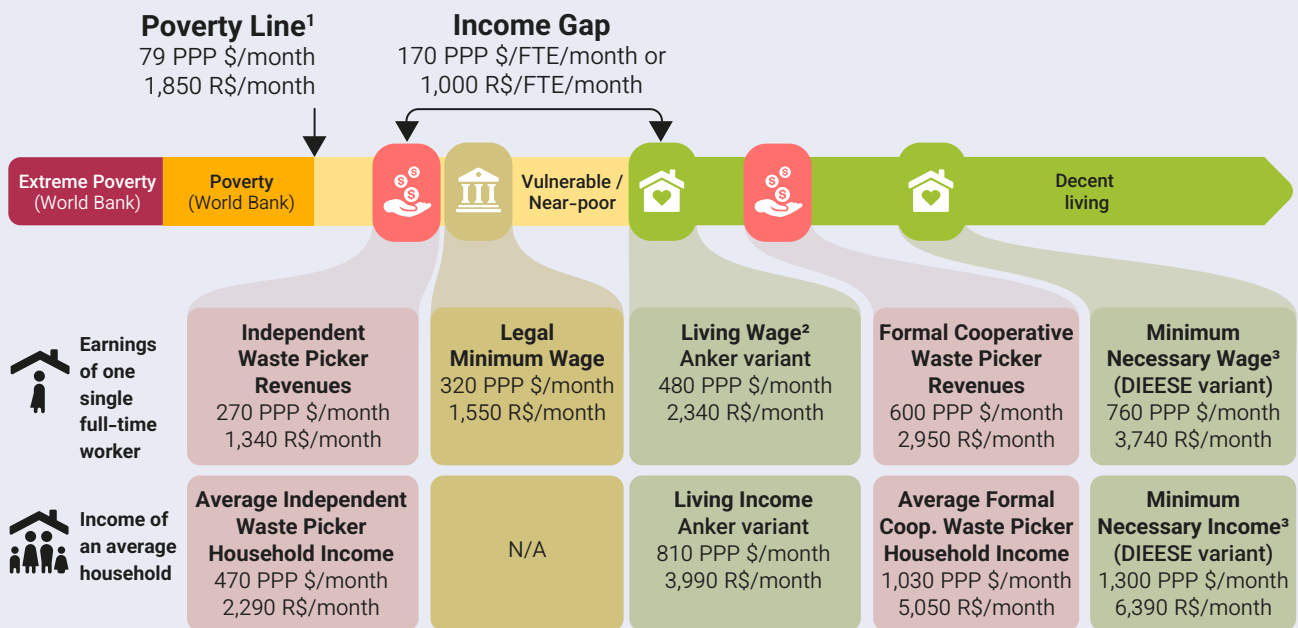 Poverty Line¹
79 PPP $/month
1,850 R$/month
Income Gap
170 PPP $/FTE/month or
1,000 R$/FTE/month
Extreme Poverty
(World Bank)
Poverty
(World Bank)
$
$
$
Vulnerable /
Near-poor
$
$
$
Decent
living
Earnings
of one
single
full-time
worker
Independent
Waste Picker
Revenues
270 PPP $/month
1,340 R$/month
Legal
Minimum Wage
320 PPP $/month
1,550 R$/month
Living Wage²
Anker variant
480 PPP $/month
2,340 R$/month
Formal Cooperative
Waste Picker
Revenues
600 PPP $/month
2,950 R$/month
Minimum
Necessary Wage³
(DIEESE variant)
760 PPP $/month
3,740 R$/month
Income of
an average
household
Average Independent
Waste Picker
Household Income
470 PPP $/month
2,290 R$/month
N/A
Living Income
Anker variant
810 PPP $/month
3,990 R$/month
Average Formal
Coop. Waste Picker
Household Income
1,030 PPP $/month
5,050 R$/month
Minimum
Necessary Income³
(DIEESE variant)
1,300 PPP $/month
6,390 R$/month